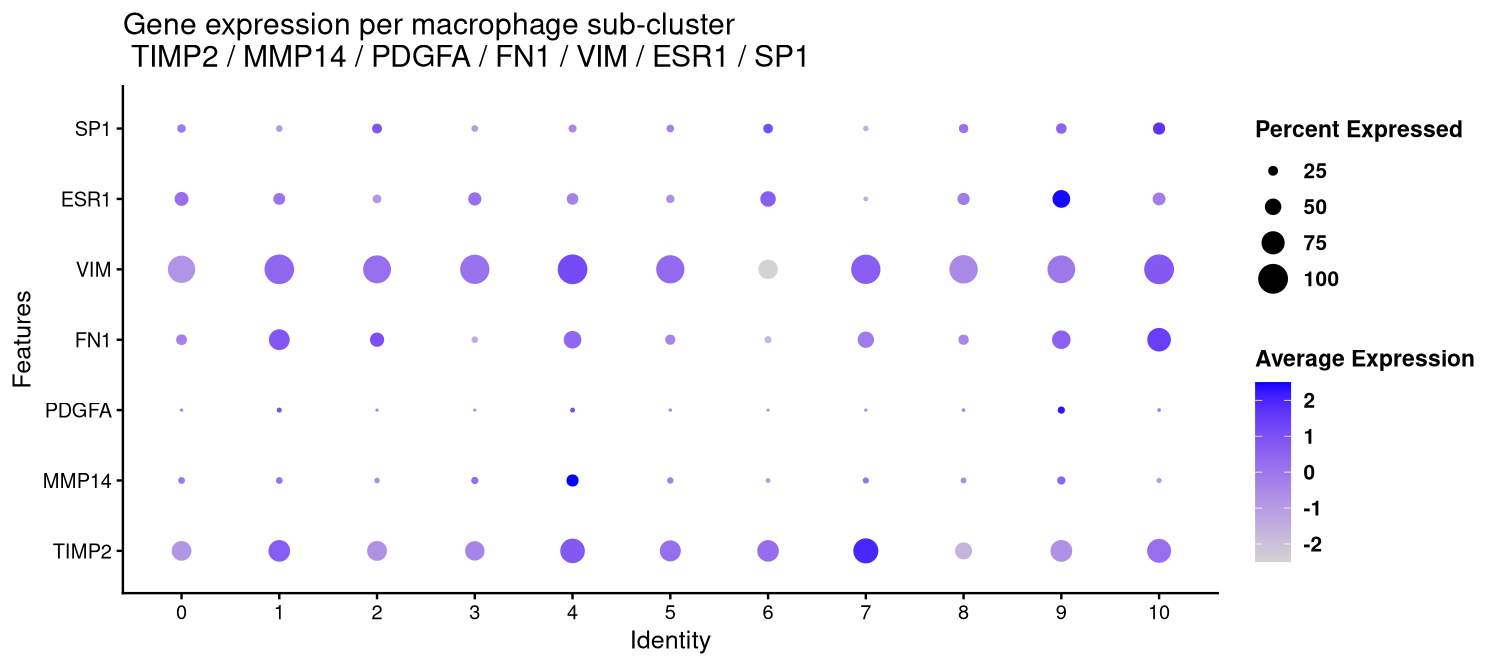 Gene expression per macrophage sub-cluster
TIMP2 / MMP14 / PDGFA / FN1 / VIM / ESR1 / SP1
Features
SP1
ESR1
VIM
FN1
PDGFA
MMP14
TIMP2
0 1 2 3 4 5 6 7 8 9 10
Identity
Percent Expressed
25
50
75
100
Average Expression
2
1
0
-1
-2